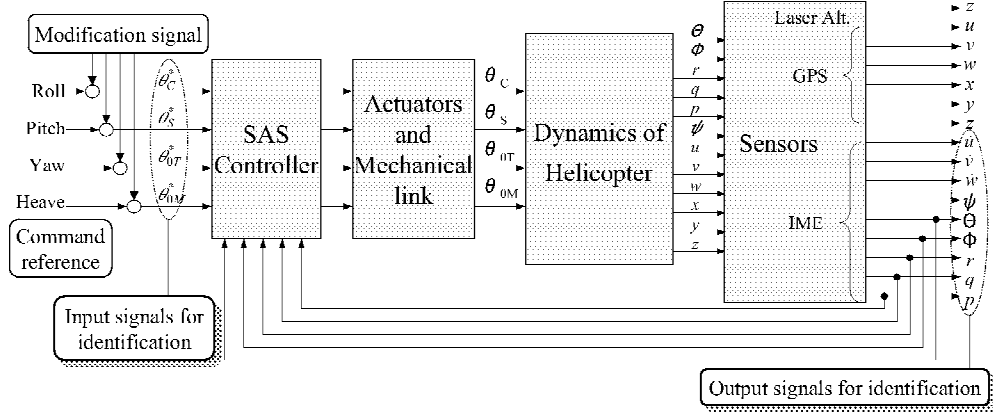 Modification signal
Roll
Pitch
Yaw
Heave
Command
reference
θ*C
θ*S
θ*0T
θ*0M
Input signals for
identification
SAS
Controller
Actuators
and
Mechanical
link
θC
θS
θ0T
θ0M
Dynamics of
Helicopter
Θ
Φ
r
q
p
ψ
u
v
w
x
y
z
Sensors
Laser Alt.
GPS
IME
z
u
v
w
x
y
z
u̇
v̇
ẇ
ψ
Θ
Φ
r
q
p
Output signals for identification